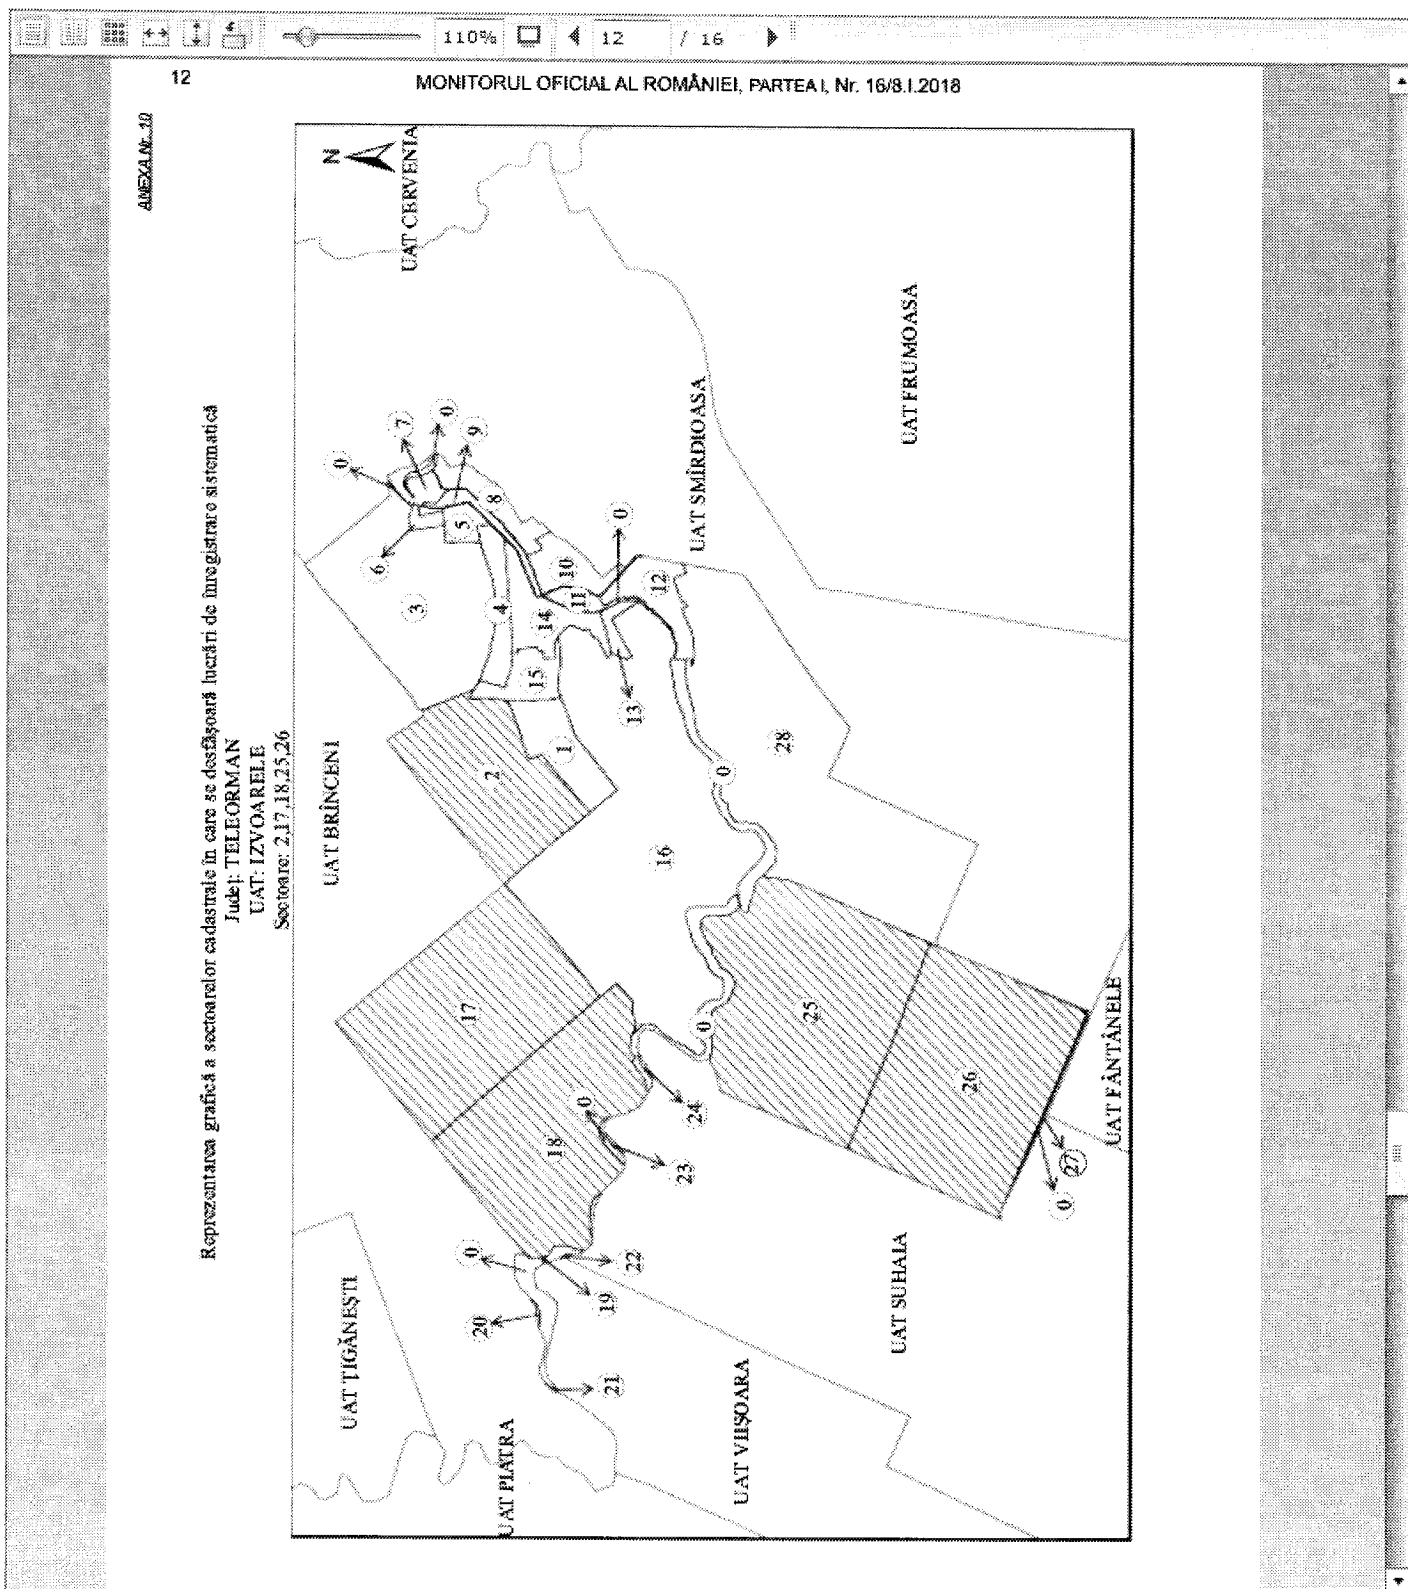 110%
12 / 16
12
MONITORUL OFICIAL AL ROMÂNIEI, PARTEA I, Nr. 16/8.I.2018
ANEXA Nr. 10
Reprezentarea grafică a sectoarelor cadastrale în care se desfășoară lucrări de înregistrare sistematică
Județ: TELEORMAN
UAT: IZVOARELE
Sectoare: 2,17,18,25,26
N
UAT CERVENIA
UAT BRÎNCENI
UAT ȚIGĂNEȘTI
UAT PIATRA
UAT VIIȘOARA
UAT SUHAIA
UAT FÂNTÂNELE
UAT SMÎRDIOASA
UAT FRUMOASA
0
7
0
9
6
3
5
8
4
10
0
11
12
14
15
13
1
2
28
0
16
17
25
0
18
0
24
23
26
27
0
0
22
19
20
21